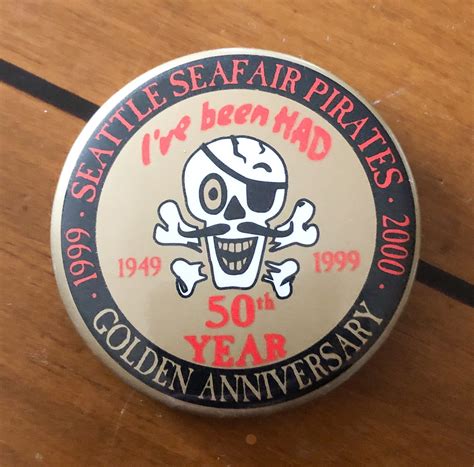 1999 · SEATTLE SEAFAIR PIRATES · 2000
I've been HAD
1949 1999
50th
YEAR
GOLDEN ANNIVERSARY